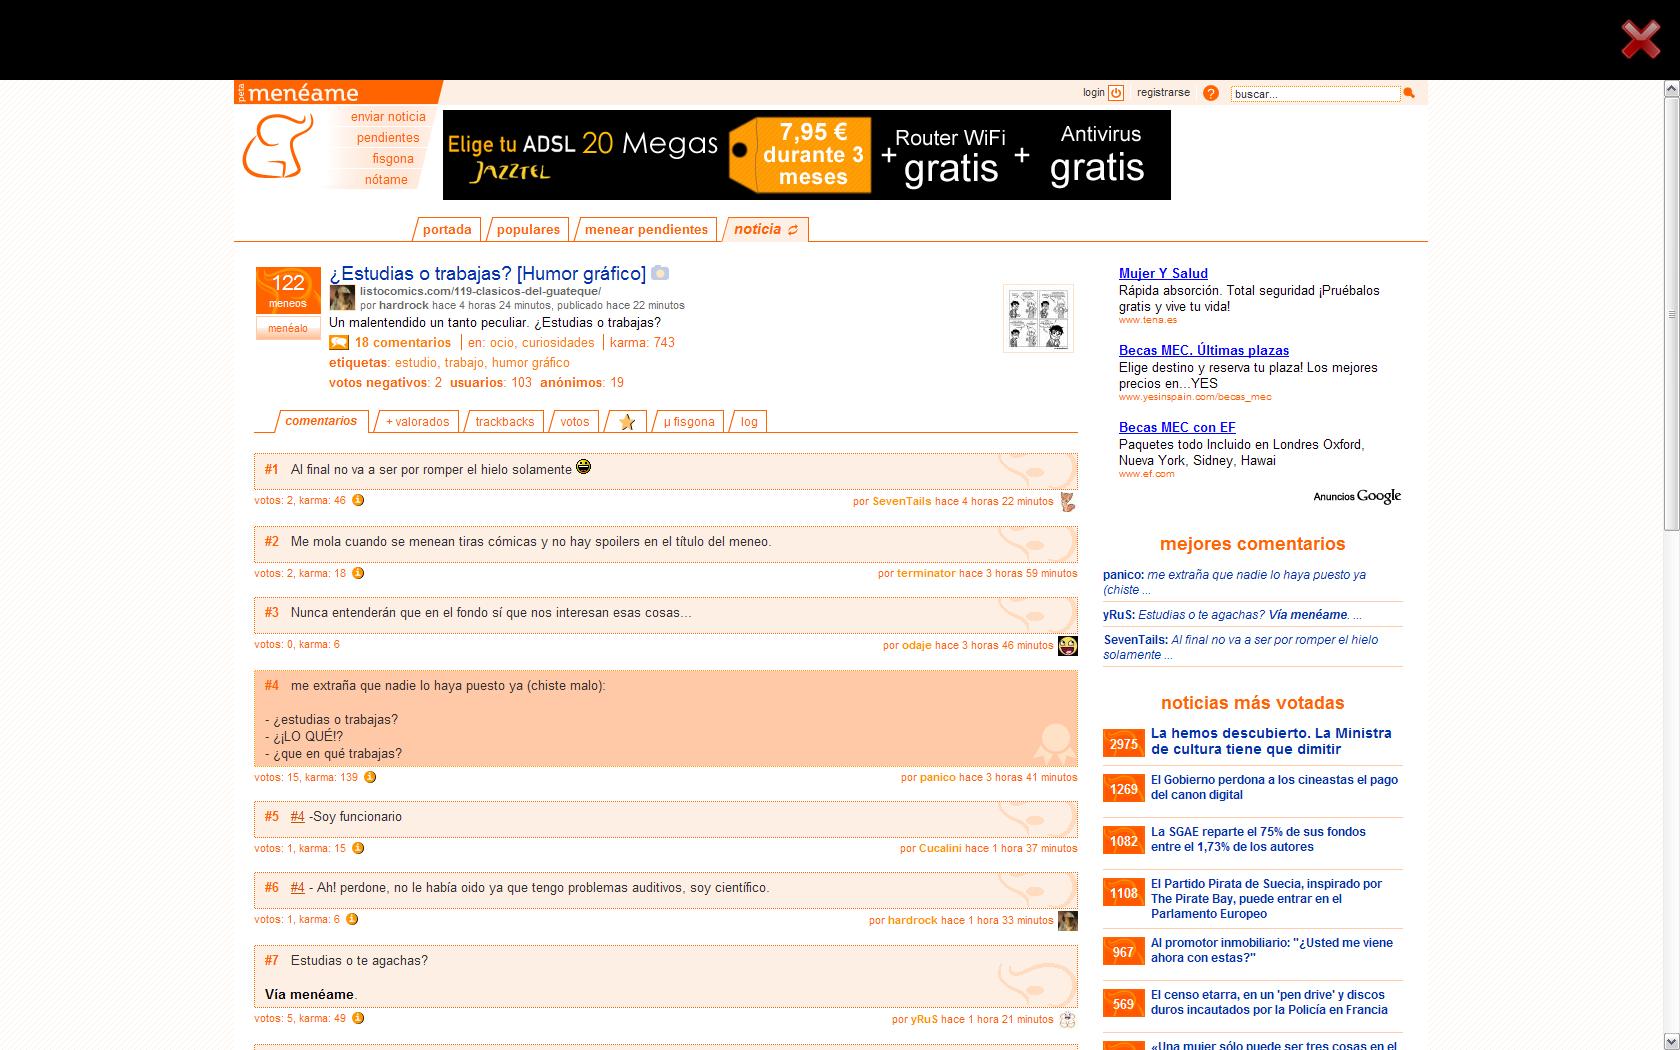 beta menéame
login registrarse ? buscar...
enviar noticia
pendientes
fisgona
nótame
Elige tu ADSL 20 Megas
JAZZTEL
7,95 €
durante 3
meses
+ Router WiFi
gratis
+ Antivirus
gratis
portada populares menear pendientes noticia
122
meneos
menéalo
¿Estudias o trabajas? [Humor gráfico]
listocomics.com/119-clasicos-del-guateque/
por hardrock hace 4 horas 24 minutos, publicado hace 22 minutos
Un malentendido un tanto peculiar. ¿Estudias o trabajas?
18 comentarios | en: ocio, curiosidades | karma: 743
etiquetas: estudio, trabajo, humor gráfico
votos negativos: 2 usuarios: 103 anónimos: 19
comentarios + valorados trackbacks votos µ fisgona log
#1 Al final no va a ser por romper el hielo solamente
votos: 2, karma: 46 por SevenTails hace 4 horas 22 minutos
#2 Me mola cuando se menean tiras cómicas y no hay spoilers en el título del meneo.
votos: 2, karma: 18 por terminator hace 3 horas 59 minutos
#3 Nunca entenderán que en el fondo sí que nos interesan esas cosas...
votos: 0, karma: 6 por odaje hace 3 horas 46 minutos
#4 me extraña que nadie lo haya puesto ya (chiste malo):
- ¿estudias o trabajas?
- ¿¡LO QUÉ!?
- ¿que en qué trabajas?
votos: 15, karma: 139 por panico hace 3 horas 41 minutos
#5 #4 -Soy funcionario
votos: 1, karma: 15 por Cucalini hace 1 hora 37 minutos
#6 #4 - Ah! perdone, no le había oido ya que tengo problemas auditivos, soy científico.
votos: 1, karma: 6 por hardrock hace 1 hora 33 minutos
#7 Estudias o te agachas?
Vía menéame.
votos: 5, karma: 49 por yRuS hace 1 hora 21 minutos
Mujer Y Salud
Rápida absorción. Total seguridad ¡Pruébalos
gratis y vive tu vida!
www.tena.es
Becas MEC. Últimas plazas
Elige destino y reserva tu plaza! Los mejores
precios en...YES
www.yesinspain.com/becas_mec
Becas MEC con EF
Paquetes todo Incluido en Londres Oxford,
Nueva York, Sidney, Hawai
www.ef.com
Anuncios Google
mejores comentarios
panico: me extraña que nadie lo haya puesto ya
(chiste ...
yRuS: Estudias o te agachas? Vía menéame. ...
SevenTails: Al final no va a ser por romper el hielo
solamente ...
noticias más votadas
2975 La hemos descubierto. La Ministra
de cultura tiene que dimitir
1269 El Gobierno perdona a los cineastas el pago
del canon digital
1082 La SGAE reparte el 75% de sus fondos
entre el 1,73% de los autores
1108 El Partido Pirata de Suecia, inspirado por
The Pirate Bay, puede entrar en el
Parlamento Europeo
967 Al promotor inmobiliario: "¿Usted me viene
ahora con estas?"
569 El censo etarra, en un 'pen drive' y discos
duros incautados por la Policía en Francia
«Una mujer sólo puede ser tres cosas en el